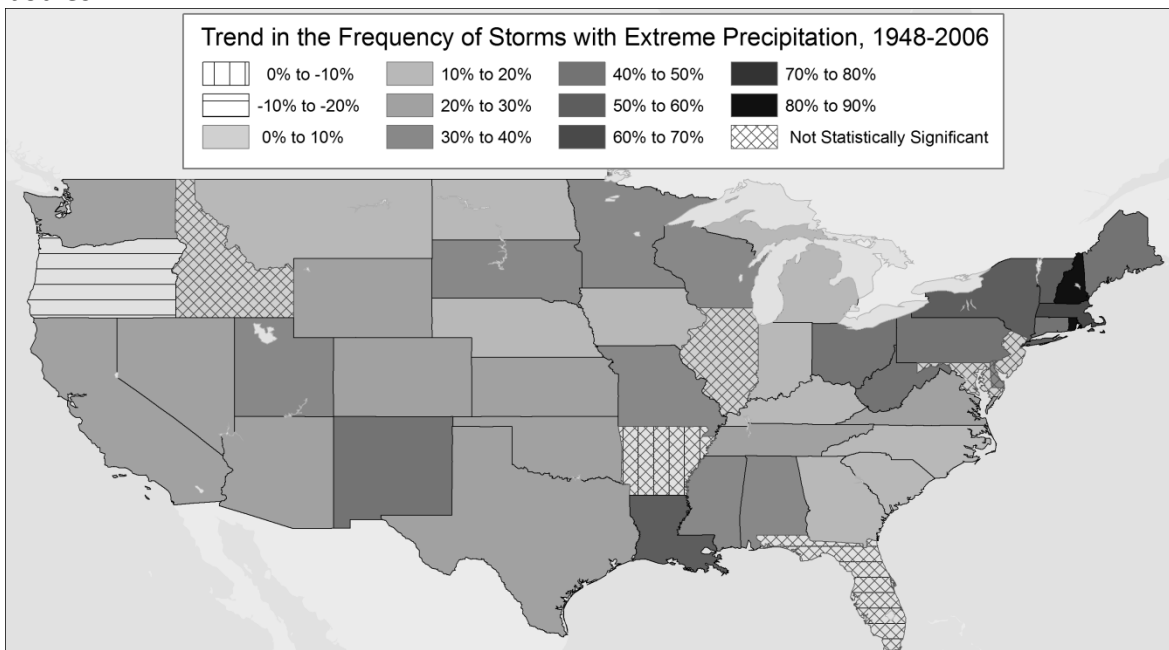 Trend in the Frequency of Storms with Extreme Precipitation, 1948-2006
0% to -10%
10% to 20%
40% to 50%
70% to 80%
-10% to -20%
20% to 30%
50% to 60%
80% to 90%
0% to 10%
30% to 40%
60% to 70%
Not Statistically Significant